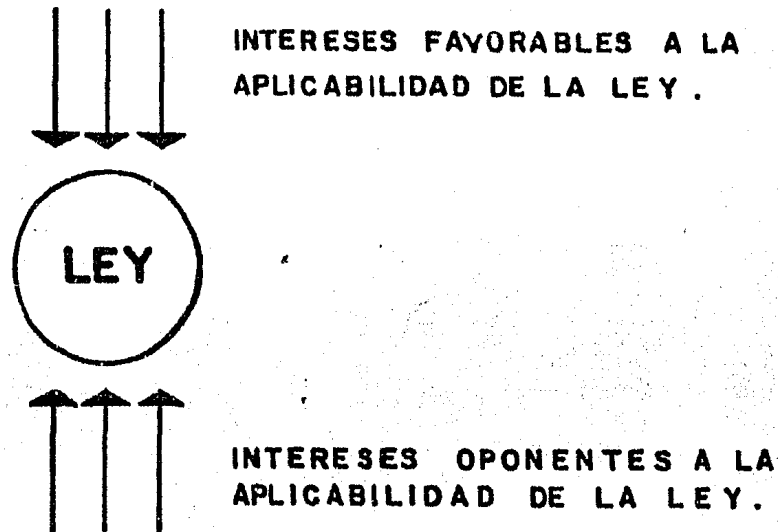 INTERESES FAVORABLES A LA
APLICABILIDAD DE LA LEY.
LEY
INTERESES OPONENTES A LA
APLICABILIDAD DE LA LEY.